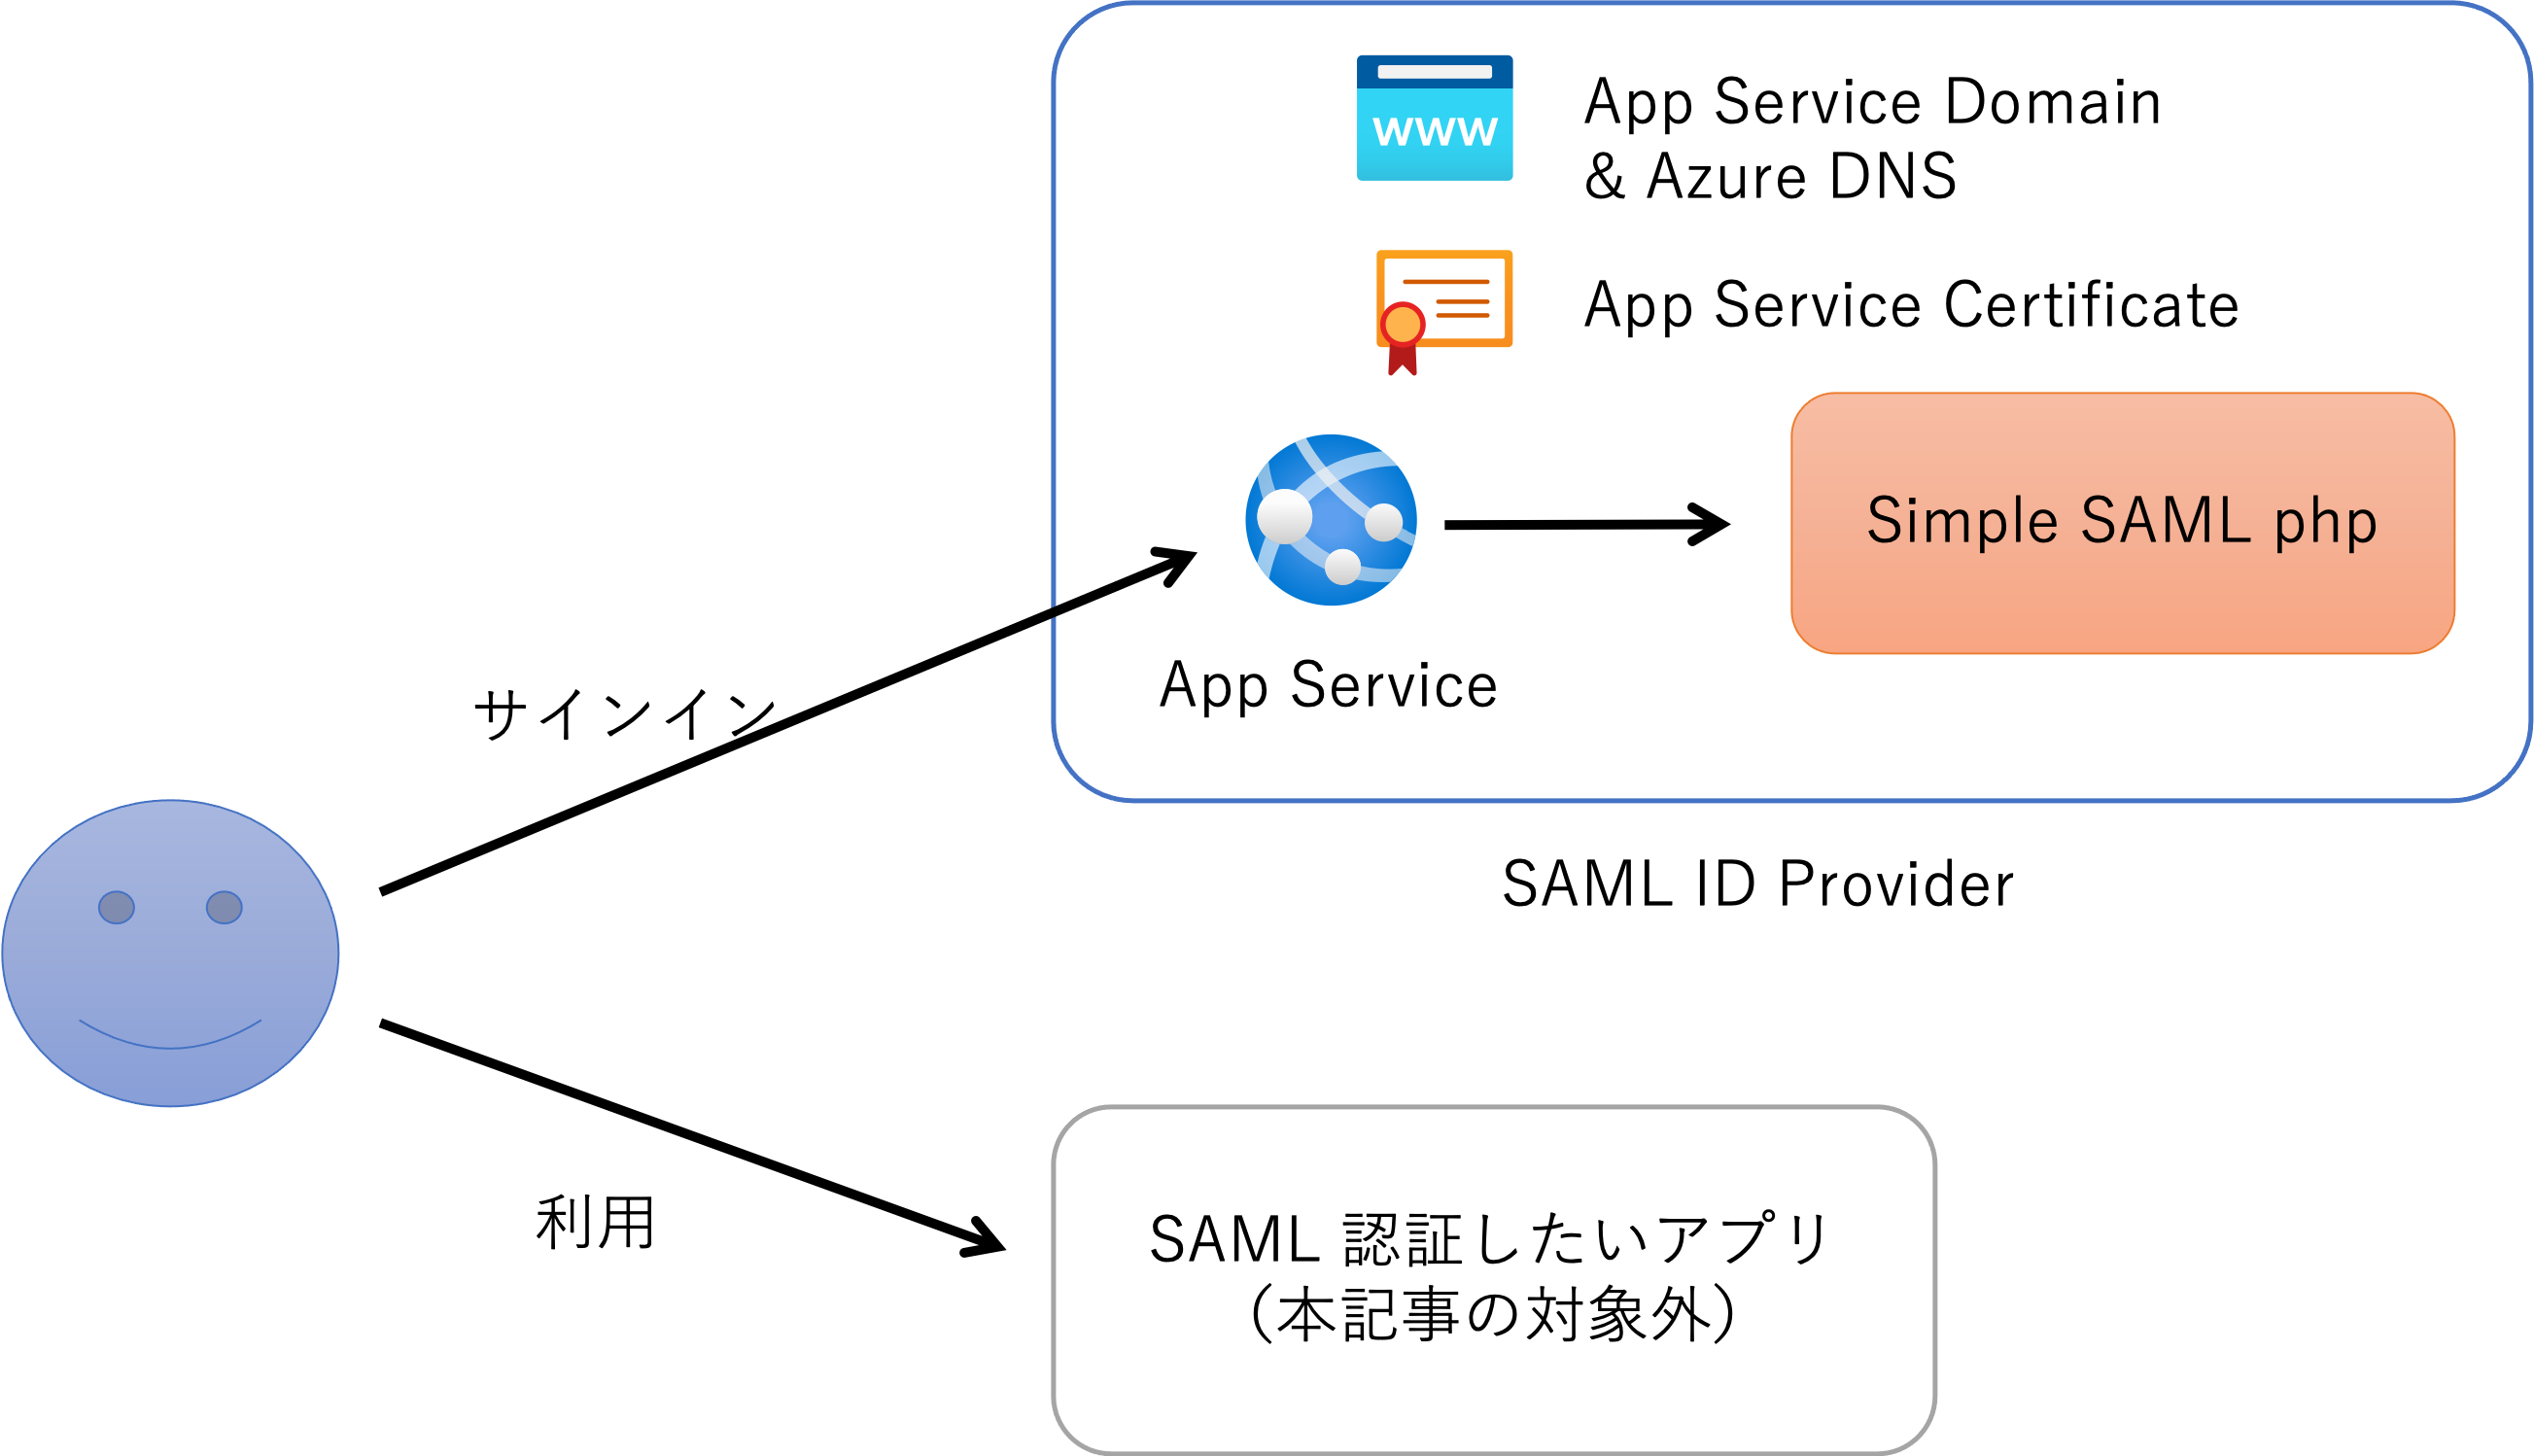 www
App Service Domain
& Azure DNS
App Service Certificate
Simple SAML php
App Service
サインイン
SAML ID Provider
利用
SAML 認証したいアプリ
（本記事の対象外）